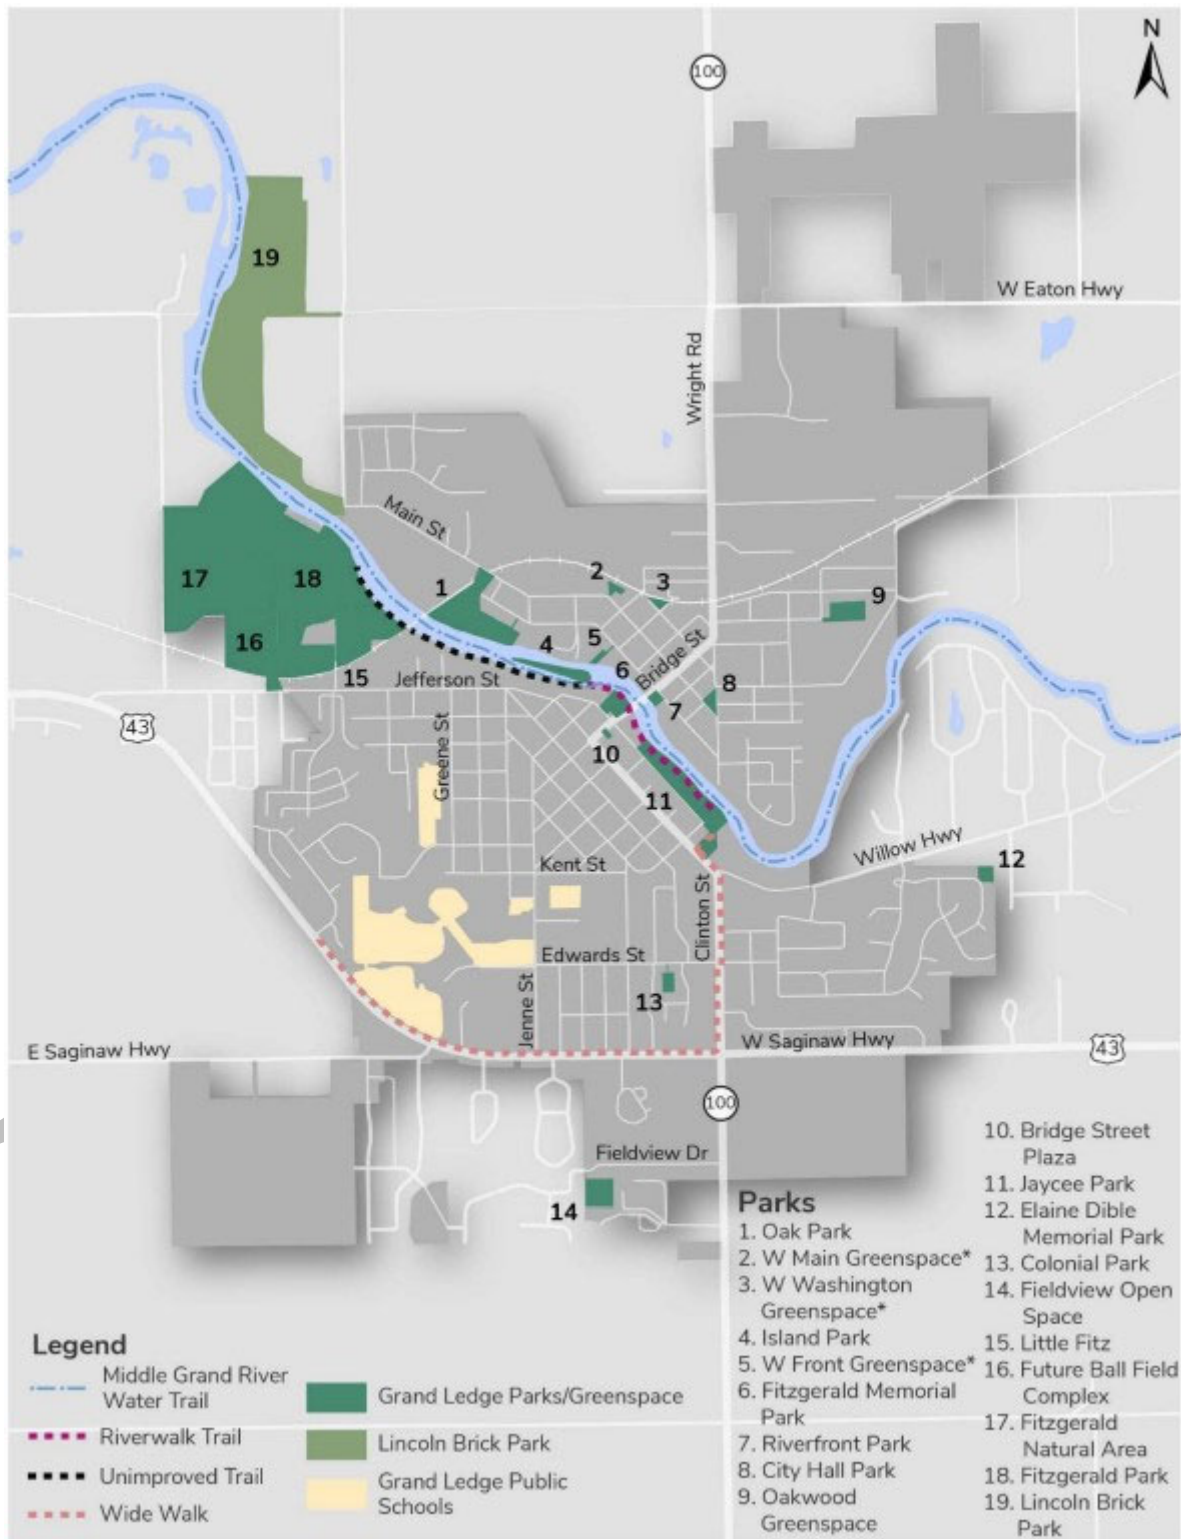 N
100
19
W Eaton Hwy
Wright Rd
Main St
17
18
1
2
3
9
16
4
5
6
Bridge St
15
Jefferson St
8
7
43
Greene St
10
11
Willow Hwy
12
Kent St
Clinton St
Edwards St
Jenne St
13
E Saginaw Hwy
W Saginaw Hwy
43
100
Fieldview Dr
14
Parks
1. Oak Park
2. W Main Greenspace*
3. W Washington
Greenspace*
4. Island Park
5. W Front Greenspace*
6. Fitzgerald Memorial
Park
7. Riverfront Park
8. City Hall Park
9. Oakwood
Greenspace
10. Bridge Street
Plaza
11. Jaycee Park
12. Elaine Dible
Memorial Park
13. Colonial Park
14. Fieldview Open
Space
15. Little Fitz
16. Future Ball Field
Complex
17. Fitzgerald
Natural Area
18. Fitzgerald Park
19. Lincoln Brick
Park
Legend
Middle Grand River
Water Trail
Riverwalk Trail
Unimproved Trail
Wide Walk
Grand Ledge Parks/Greenspace
Lincoln Brick Park
Grand Ledge Public
Schools